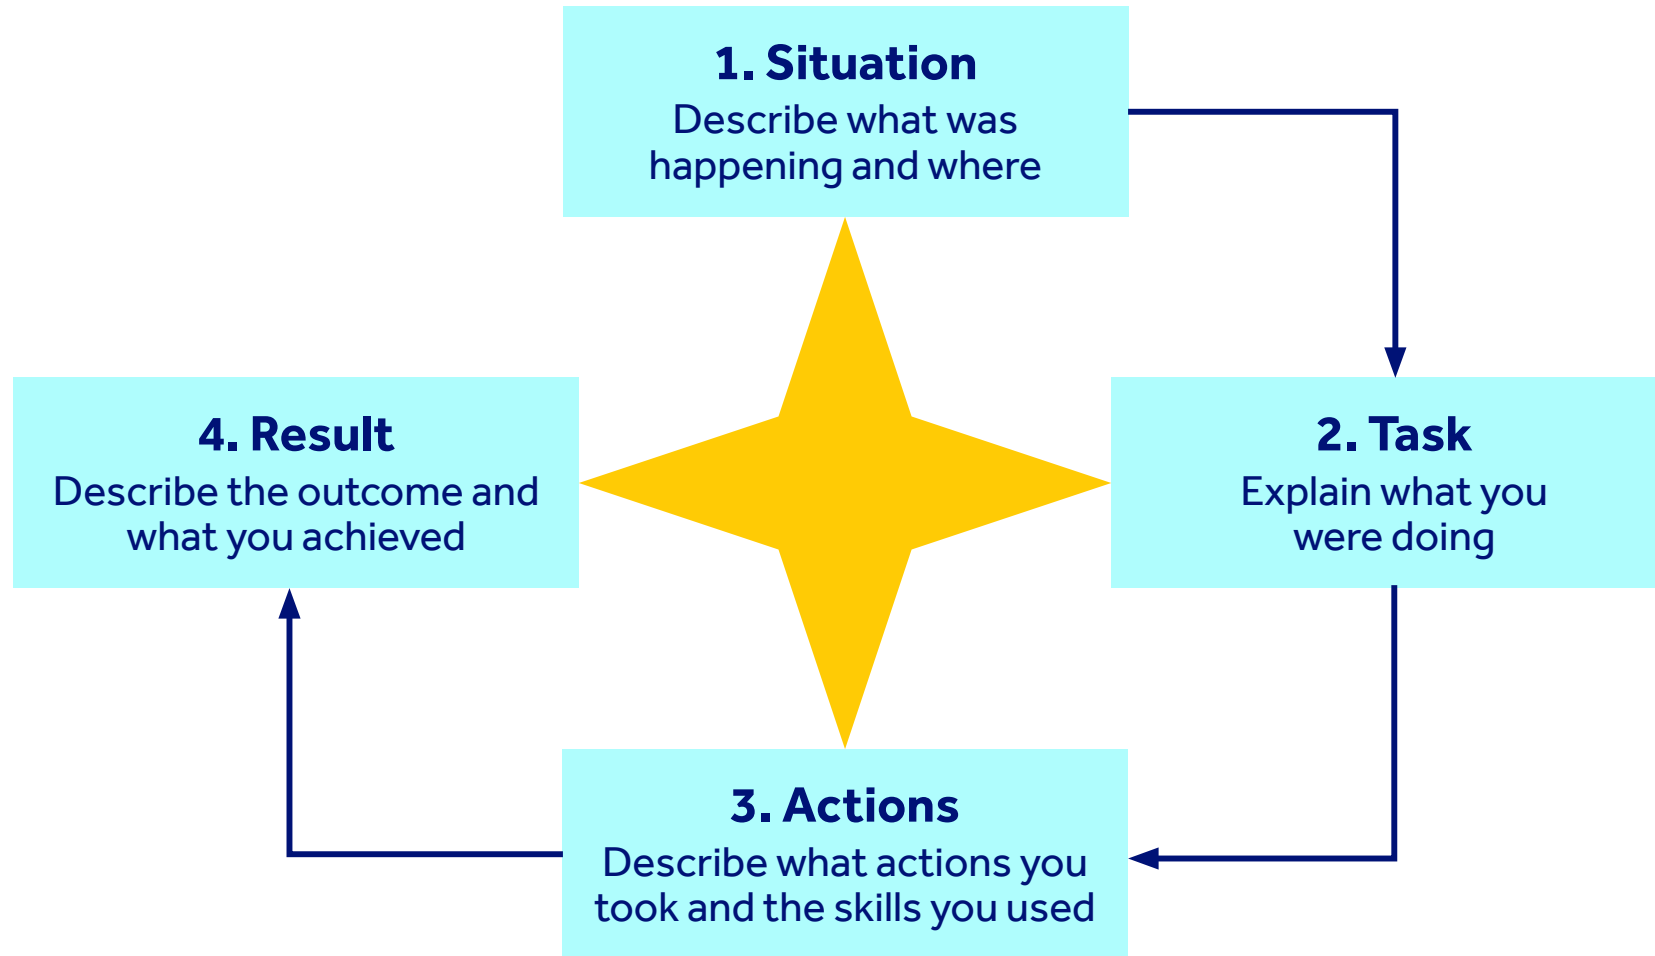 1. Situation
Describe what was
happening and where
2. Task
Explain what you
were doing
3. Actions
Describe what actions you
took and the skills you used
4. Result
Describe the outcome and
what you achieved